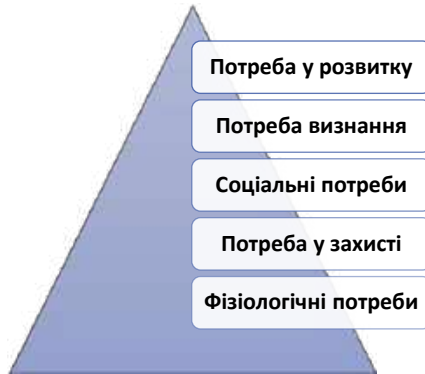 Потреба у розвитку
Потреба визнання
Соціальні потреби
Потреба у захисті
Фізіологічні потреби